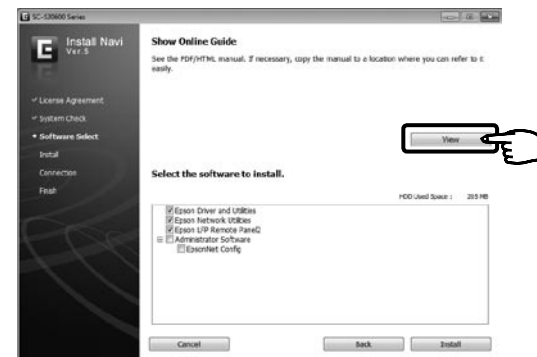 SC-S30600 Series
Install Navi
Ver.5
License Agreement
System Check
Software Select
Install
Connection
Finish
Show Online Guide
See the PDF/HTML manual. If necessary, copy the manual to a location where you can refer to it
easily.
View
Select the software to install.
HDD Used Space : 205 MB
Epson Driver and Utilities
Epson Network Utilities
Epson LFP Remote Panel2
Administrator Software
EpsonNet Config
Cancel
Back
Install